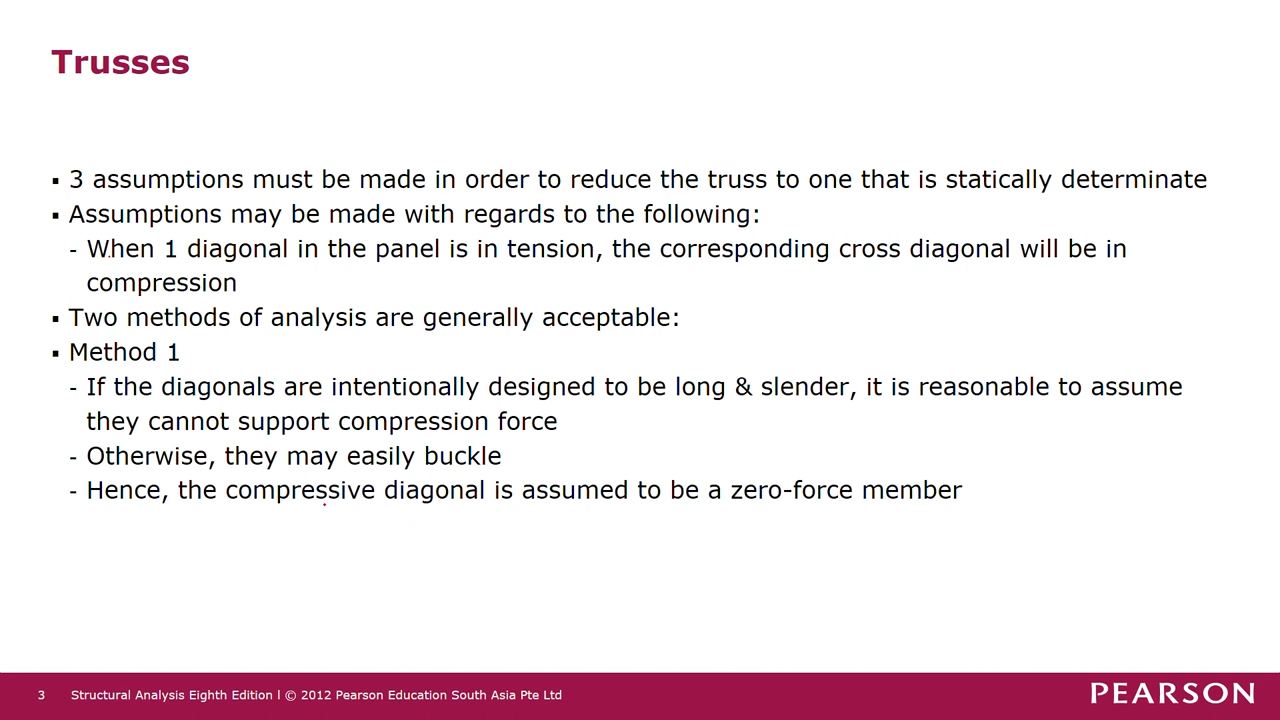 Trusses
▪ 3 assumptions must be made in order to reduce the truss to one that is statically determinate
▪ Assumptions may be made with regards to the following:
- When 1 diagonal in the panel is in tension, the corresponding cross diagonal will be in
compression
▪ Two methods of analysis are generally acceptable:
▪ Method 1
- If the diagonals are intentionally designed to be long & slender, it is reasonable to assume
they cannot support compression force
- Otherwise, they may easily buckle
- Hence, the compressive diagonal is assumed to be a zero-force member
3 Structural Analysis Eighth Edition l © 2012 Pearson Education South Asia Pte Ltd
PEARSON